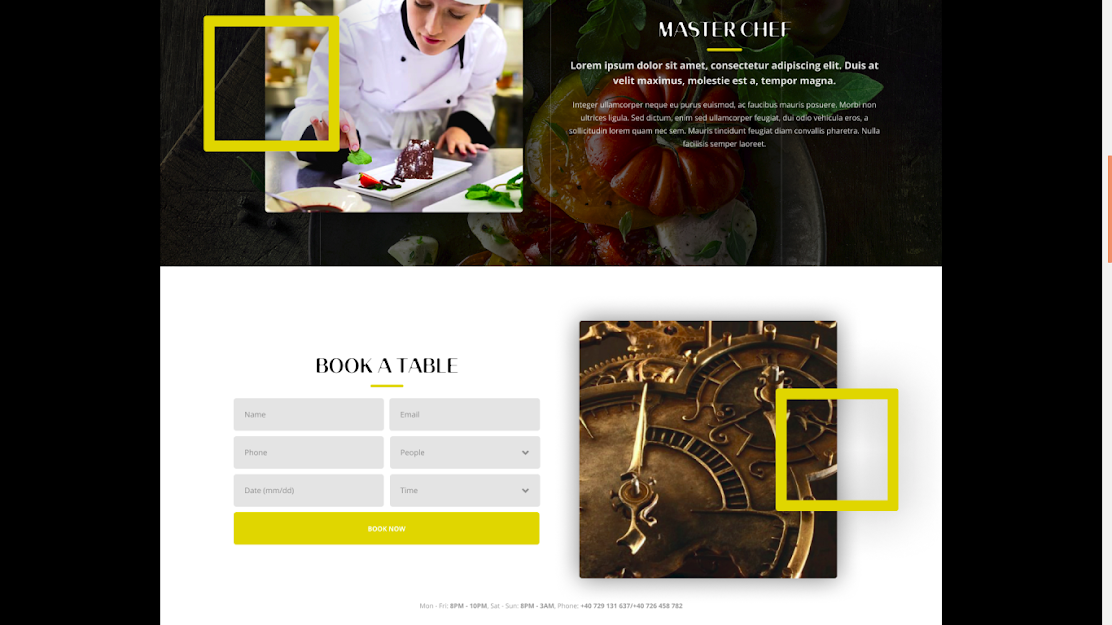 MASTER CHEF
Lorem ipsum dolor sit amet, consectetur adipiscing elit. Duis at
velit maximus, molestie est a, tempor magna.
Integer ullamcorper neque eu purus euismod, ac faucibus mauris posuere. Morbi non
ultrices ligula. Sed dictum, enim sed ullamcorper feugiat, dui odio vehicula eros, a
sollicitudin lorem quam nec sem. Mauris tincidunt feugiat diam convallis pharetra. Nulla
facilisis semper laoreet.
BOOK A TABLE
Name
Email
Phone
People
Date (mm/dd)
Time
BOOK NOW
Mon - Fri: 8PM - 10PM, Sat - Sun: 8PM - 3AM, Phone: +40 729 131 637/+40 726 458 782